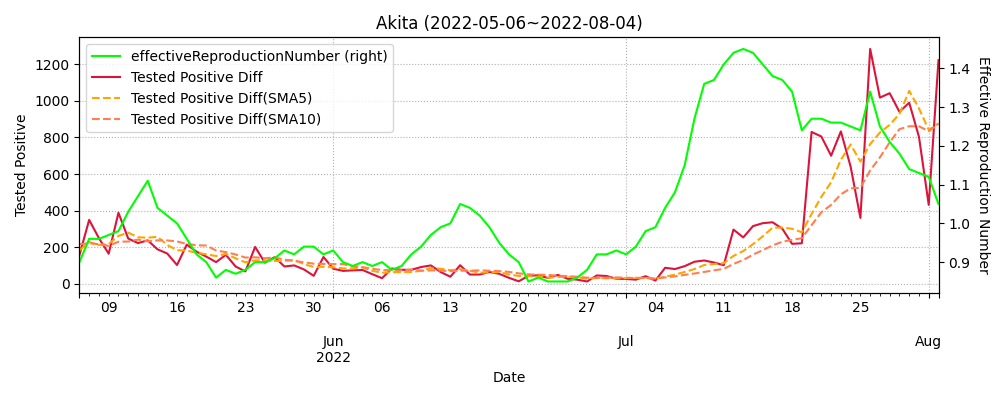 Akita (2022-05-06~2022-08-04)
effectiveReproductionNumber (right)
Tested Positive Diff
Tested Positive Diff(SMA5)
Tested Positive Diff(SMA10)
Tested Positive
1200
1000
800
600
400
200
0
1.4
1.3
1.2
1.1
1.0
0.9
Effective Reproduction Number
09 16 23 30 06 13 20 27 04 11 18 25
Jun Jul Aug
2022
Date